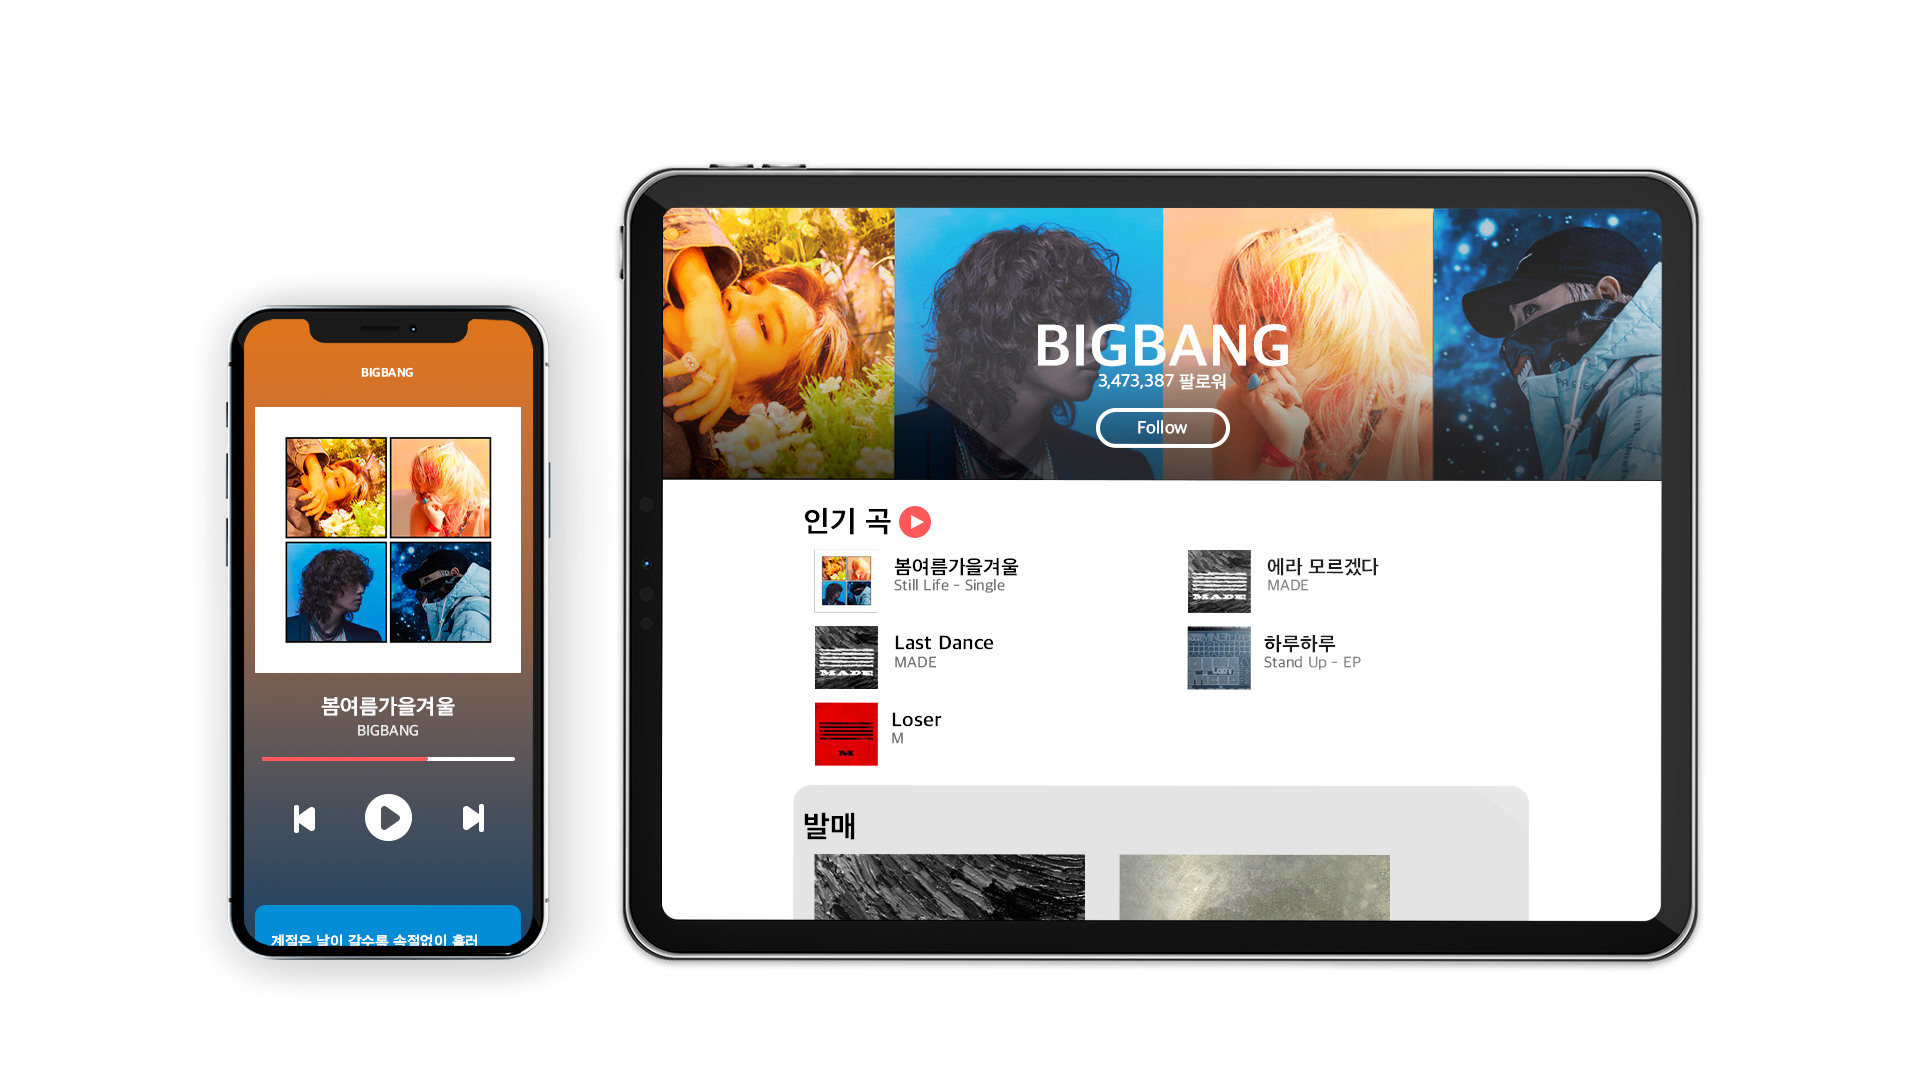 BIGBANG
봄여름가을겨울
BIGBANG
계절은 날이 갈수록 속절없이 흘러
BIGBANG
3,473,387 팔로워
Follow
인기 곡
봄여름가을겨울
Still Life - Single
에라 모르겠다
MADE
MADE
Last Dance
MADE
MADE
하루하루
Stand Up - EP
Loser
M
M
발매